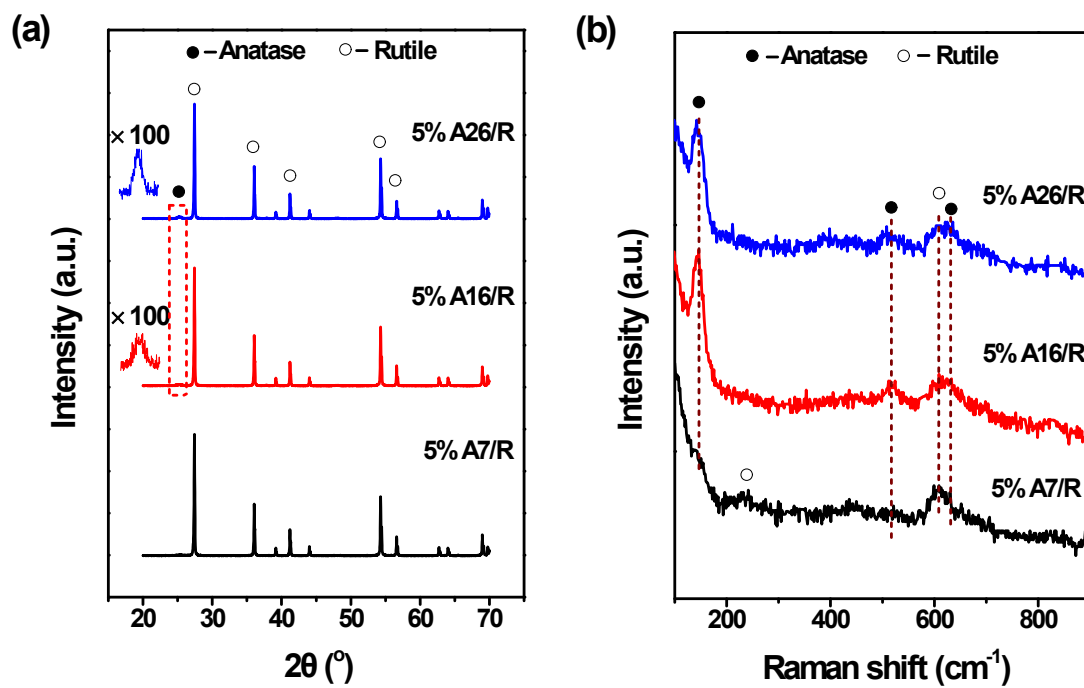 (a)
● – Anatase ○ – Rutile
× 100
5% A26/R
× 100
5% A16/R
5% A7/R
Intensity (a.u.)
20 30 40 50 60 70
2θ (°)
(b)
● – Anatase ○ – Rutile
5% A26/R
5% A16/R
5% A7/R
Intensity (a.u.)
200 400 600 800
Raman shift (cm⁻¹)